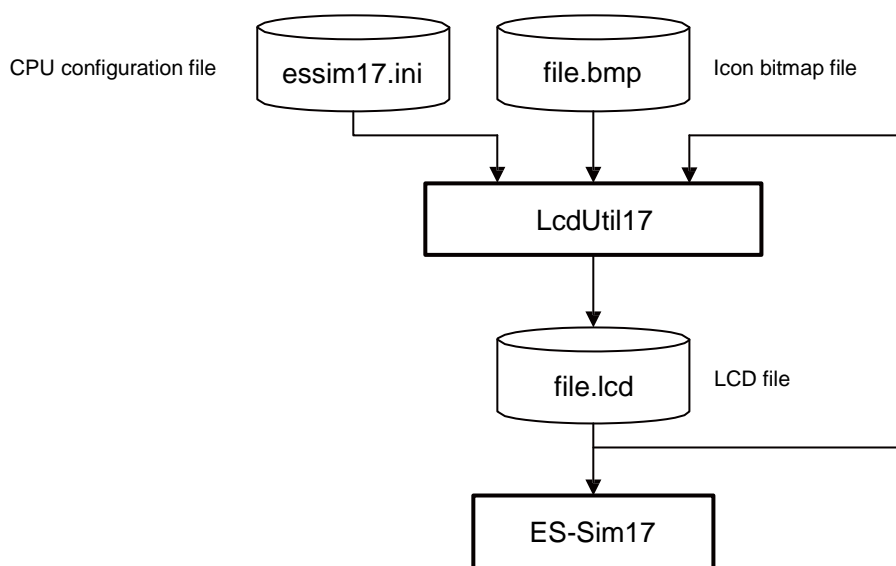 CPU configuration file
essim17.ini
file.bmp
Icon bitmap file
LcdUtil17
file.lcd
LCD file
ES-Sim17